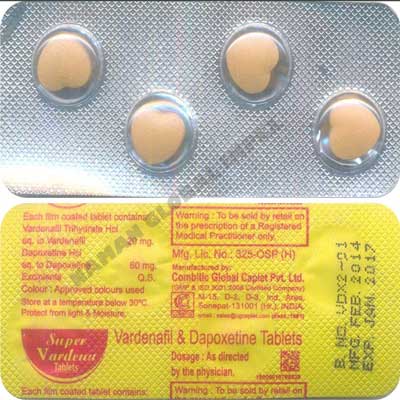 Each film coated tablet contains:
Vardenafil Trihydrate Hcl
eq. to Vardenafil 20 mg.
Dapoxetine Hcl
eq. to Dapoxetine 60 mg.
Excipients Q.S.
Colour : Approved colours used
Store at a temperature below 30°C.
Protect from light & Moisture.
Warning : To be sold by retail on
the prescription of a Registered
Medical Practitioner only.
Mfg. Lic. No.: 325-OSP (H)
Manufactured by:
Combitic Global Caplet Pvt. Ltd.
M-15, D-2, D-3, Ind. Area,
Sonepat-131001 (Hr.), INDIA.
Super
Tablets
Vardenafil & Dapoxetine Tablets
Dosage : As directed
by the physician.
B.NO. VDX2-01
MFG. FEB. 2014
EXP. JAN. 2017
Each film coated tablet contains:
Warning : To be sold by retail on